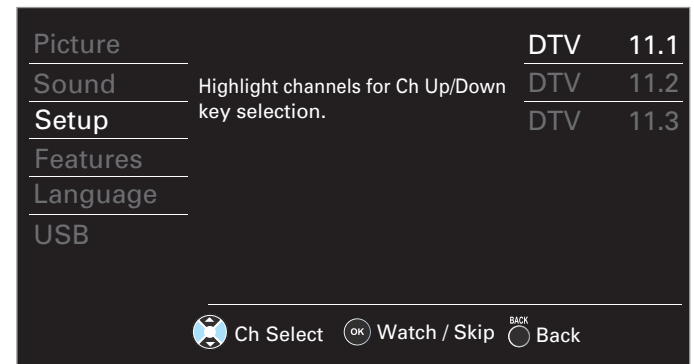 Picture
Sound
Setup
Features
Language
USB
Highlight channels for Ch Up/Down
key selection.
DTV 11.1
DTV 11.2
DTV 11.3
Ch Select OK Watch / Skip BACK Back